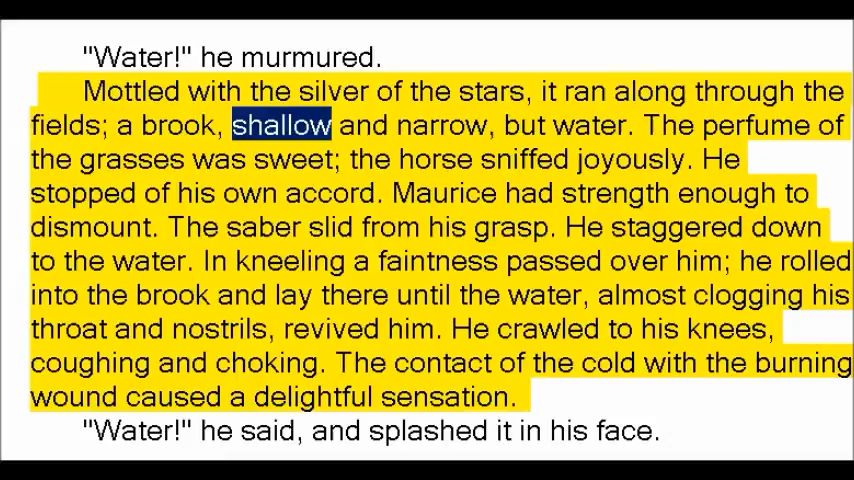 "Water!" he murmured.
Mottled with the silver of the stars, it ran along through the
fields; a brook, shallow and narrow, but water. The perfume of
the grasses was sweet; the horse sniffed joyously. He
stopped of his own accord. Maurice had strength enough to
dismount. The saber slid from his grasp. He staggered down
to the water. In kneeling a faintness passed over him; he rolled
into the brook and lay there until the water, almost clogging his
throat and nostrils, revived him. He crawled to his knees,
coughing and choking. The contact of the cold with the burning
wound caused a delightful sensation.
"Water!" he said, and splashed it in his face.